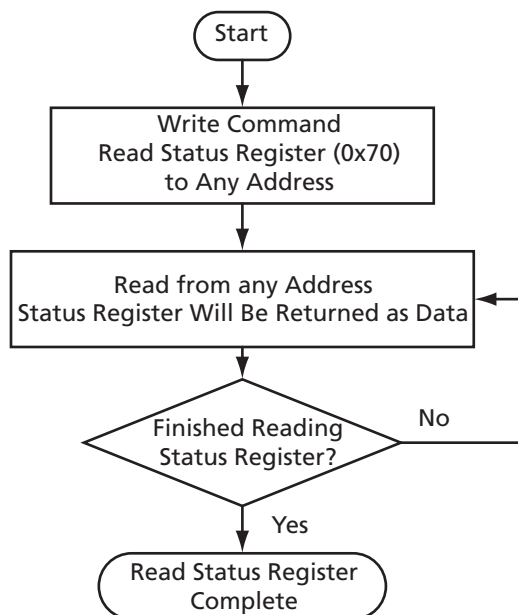 Start
Write Command
Read Status Register (0x70)
to Any Address
Read from any Address
Status Register Will Be Returned as Data
Finished Reading
Status Register?
No
Yes
Read Status Register
Complete